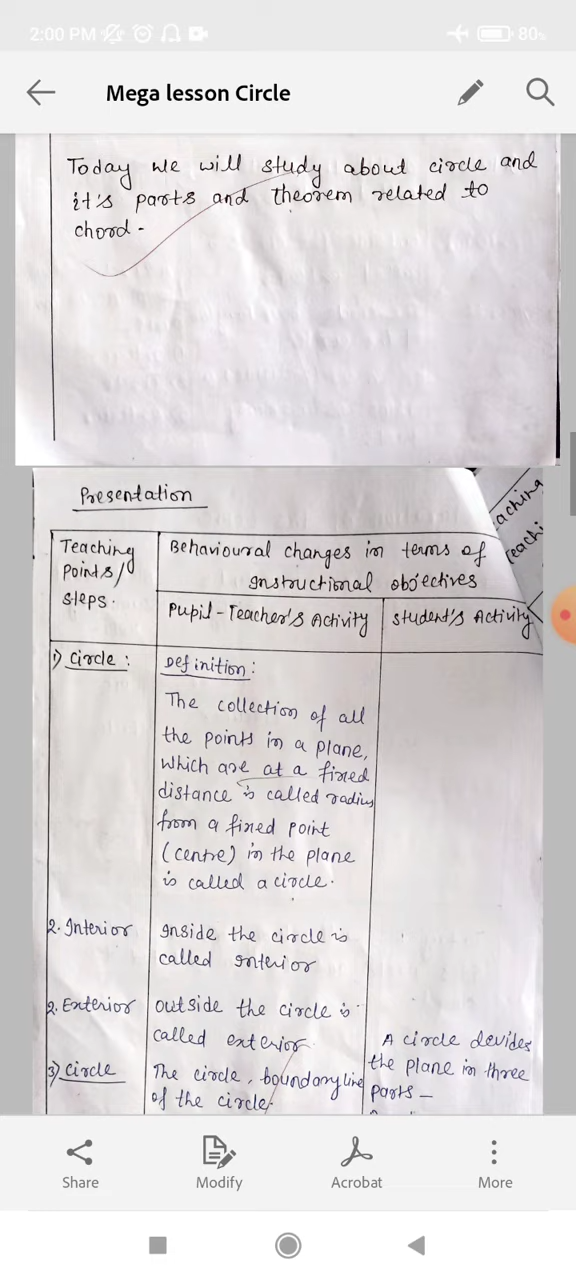 2:00 PM
80%
Mega lesson Circle
Today we will study about circle and
it's parts and theorem related to
chord -
Presentation
Teaching
Points/
Steps.
Behavioural changes in terms of
Instructional objectives
Pupil-Teacher's Activity
Student's Activity
eaching
Teachi
1) Circle :
Definition :
The collection of all
the points in a plane,
which are at a fixed
distance is called radius
from a fixed point
(centre) in the plane
is called a circle.
2. Interior
Inside the circle is
called Interior
2. Exterior
outside the circle is
called exterior
3) Circle
The circle, boundary line
of the circle.
A circle devides
the plane in three
parts -
Share
Modify
Acrobat
More